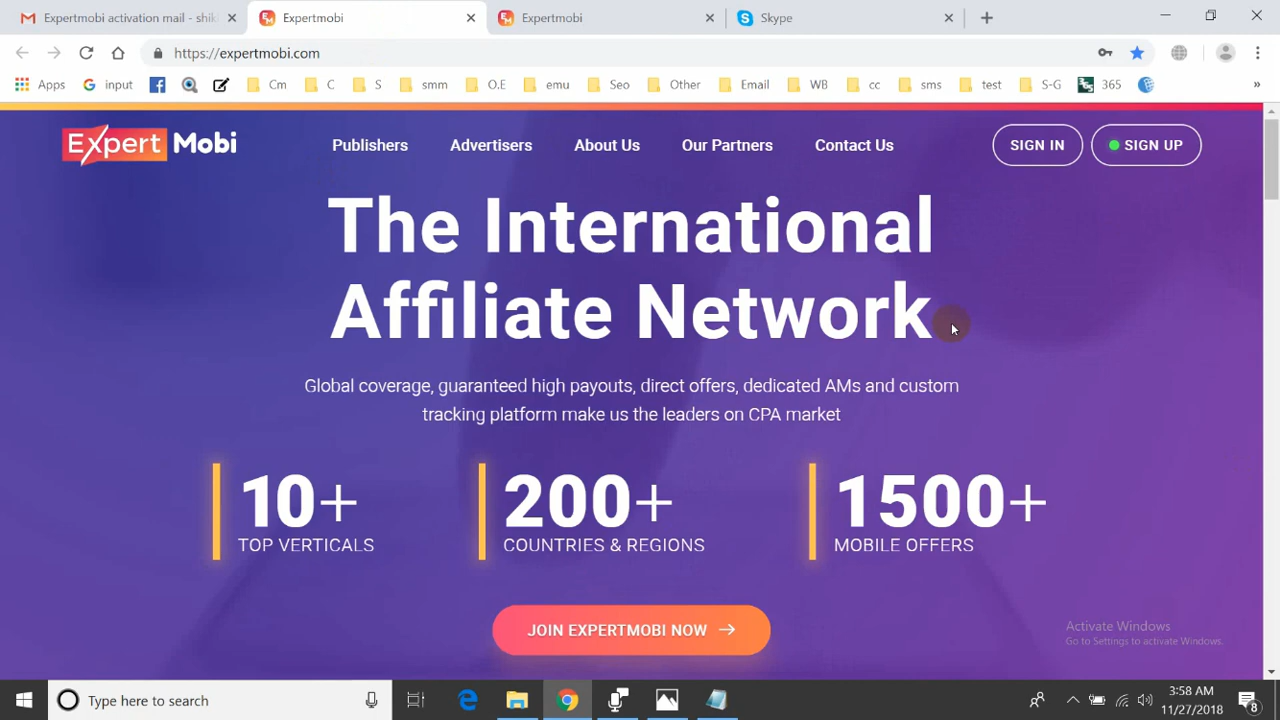 Expertmobi activation mail - shik
Expertmobi
Expertmobi
Skype
https://expertmobi.com
Apps
input
Cm
C
S
smm
O.E
emu
Seo
Other
Email
WB
cc
sms
test
S-G
365
»
Expert Mobi
Publishers
Advertisers
About Us
Our Partners
Contact Us
SIGN IN
SIGN UP
The International
Affiliate Network
Global coverage, guaranteed high payouts, direct offers, dedicated AMs and custom
tracking platform make us the leaders on CPA market
10+
TOP VERTICALS
200+
COUNTRIES & REGIONS
1500+
MOBILE OFFERS
JOIN EXPERTMOBI NOW
Activate Windows
Go to Settings to activate Windows.
Type here to search
3:58 AM
11/27/2018
8